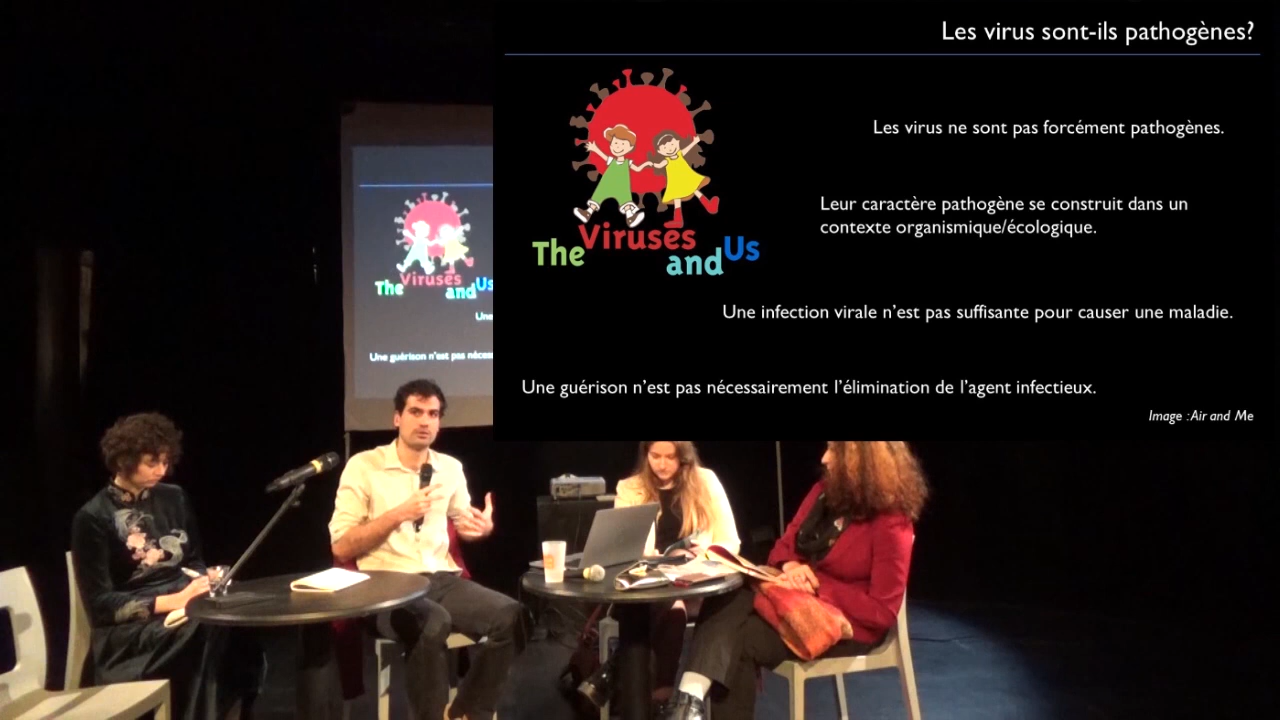 Les virus sont-ils pathogènes?
The Viruses and Us
Les virus ne sont pas forcément pathogènes.
Leur caractère pathogène se construit dans un
contexte organismique/écologique.
Une infection virale n'est pas suffisante pour causer une maladie.
Une guérison n'est pas nécessairement l'élimination de l'agent infectieux.
Image : Air and Me
The Viruses and Us
Une
Une guérison n'est pas néces